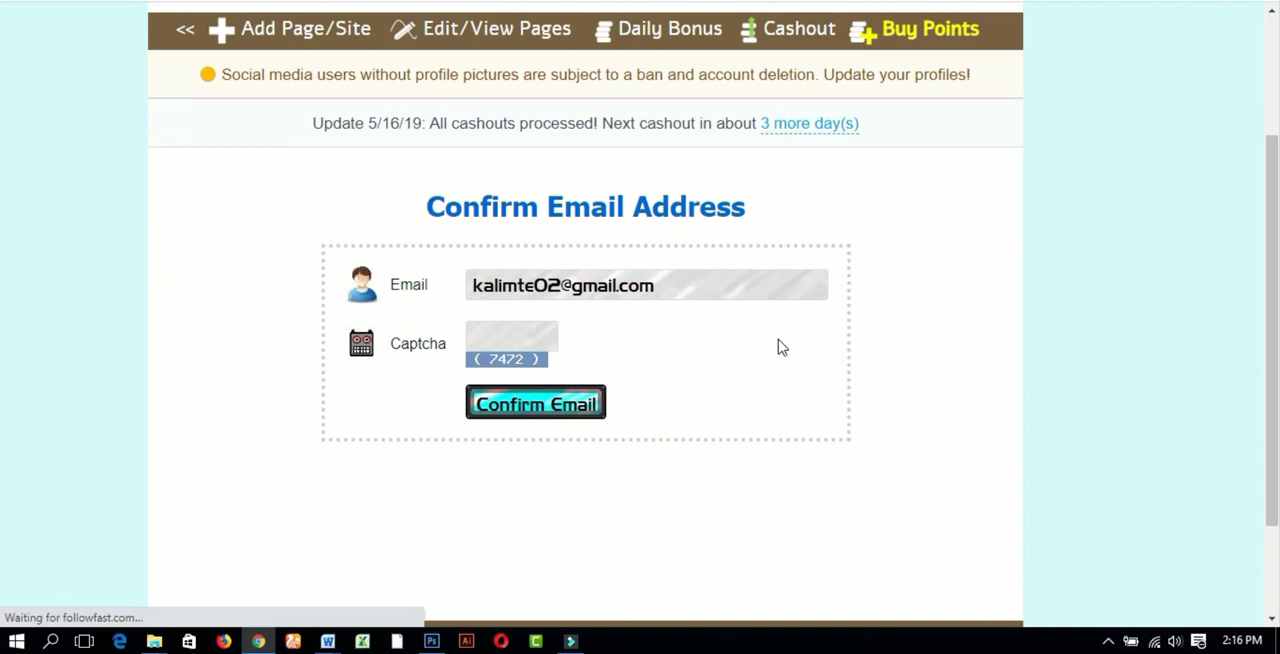 << Add Page/Site Edit/View Pages Daily Bonus Cashout Buy Points
Social media users without profile pictures are subject to a ban and account deletion. Update your profiles!
Update 5/16/19: All cashouts processed! Next cashout in about 3 more day(s)
Confirm Email Address
Email kalimte02@gmail.com
Captcha
( 7472 )
Confirm Email
Waiting for followfast.com...
2:16 PM